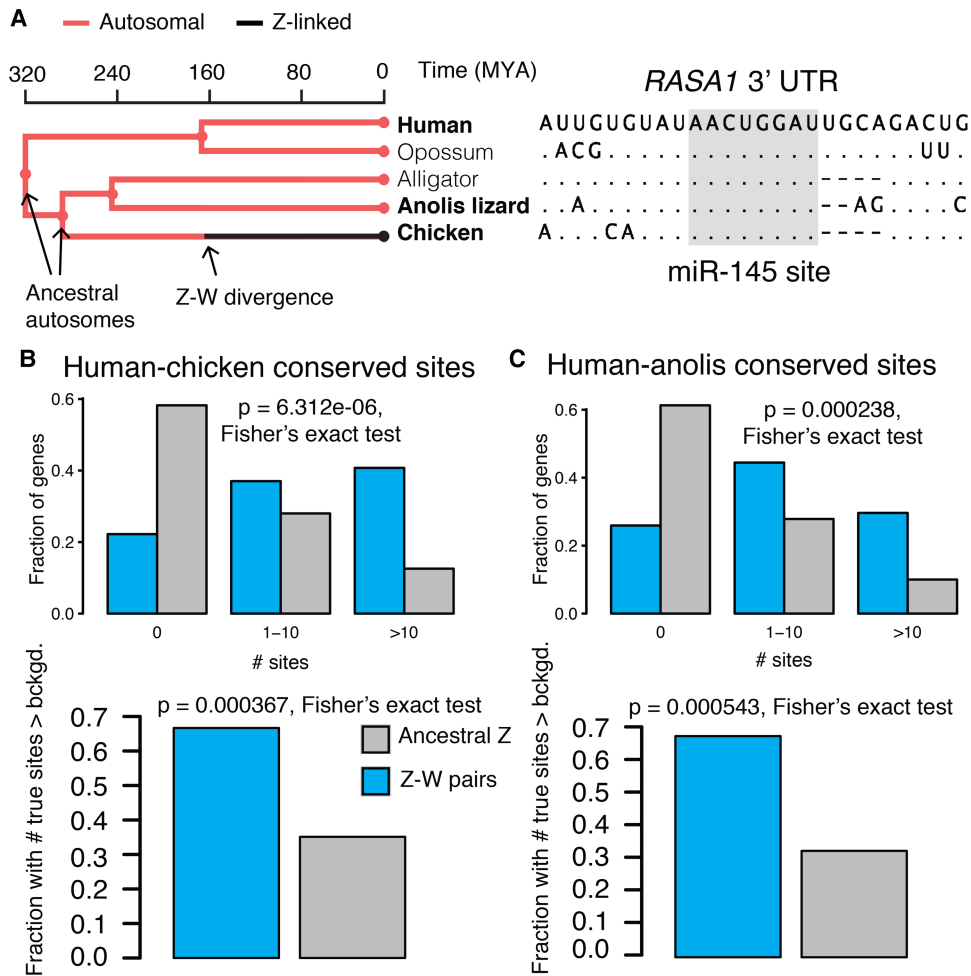 A
Autosomal
Z-linked
320 240 160 80 0 Time (MYA)
Human
Opossum
Alligator
Anolis lizard
Chicken
Ancestral
autosomes
Z-W divergence
RASA1 3' UTR
AUUGUGUAUAACUGGAUUGCAGACUG
.ACG...................UU.
.................----.....
..A..............--AG....C
A...CA...........----.....
miR-145 site
B
Human-chicken conserved sites
p = 6.312e-06,
Fisher's exact test
Fraction of genes
0.6
0.4
0.2
0.0
0 1–10 >10
# sites
p = 0.000367, Fisher's exact test
Fraction with # true sites > bckgd.
0.7
0.6
0.5
0.4
0.3
0.2
0.1
0.0
Ancestral Z
Z-W pairs
C
Human-anolis conserved sites
p = 0.000238,
Fisher's exact test
Fraction of genes
0.6
0.4
0.2
0.0
0 1–10 >10
# sites
p = 0.000543, Fisher's exact test
Fraction with # true sites > bckgd.
0.7
0.6
0.5
0.4
0.3
0.2
0.1
0.0